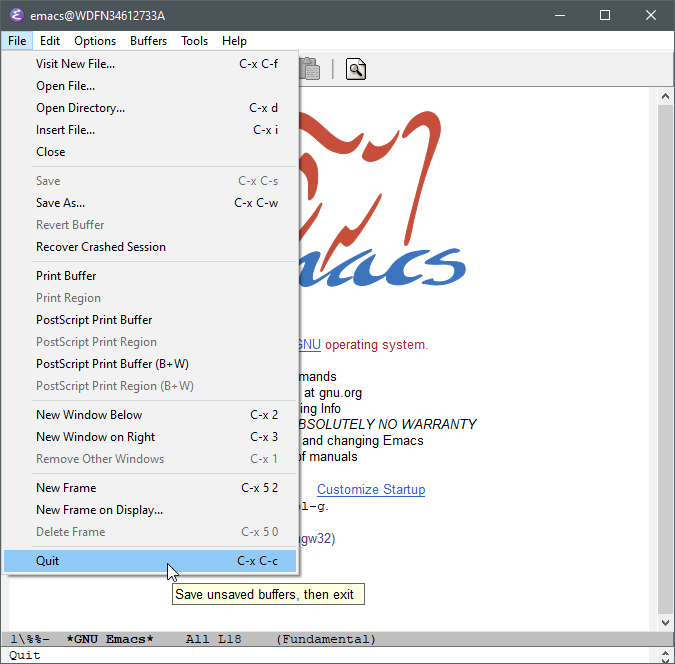 emacs@WDFN34612733A
File Edit Options Buffers Tools Help
Visit New File... C-x C-f
Open File...
Open Directory... C-x d
Insert File... C-x i
Close
Save C-x C-s
Save As... C-x C-w
Revert Buffer
Recover Crashed Session
Print Buffer
Print Region
PostScript Print Buffer
PostScript Print Region
PostScript Print Buffer (B+W)
PostScript Print Region (B+W)
New Window Below C-x 2
New Window on Right C-x 3
Remove Other Windows C-x 1
New Frame C-x 5 2
New Frame on Display...
Delete Frame C-x 5 0
Quit C-x C-c
macs
GNU operating system.
mands
at gnu.org
ing Info
BSOLUTELY NO WARRANTY
and changing Emacs
of manuals
Customize Startup
ol-g.
ngw32)
Save unsaved buffers, then exit
1\%%- *GNU Emacs* All L18 (Fundamental)
Quit